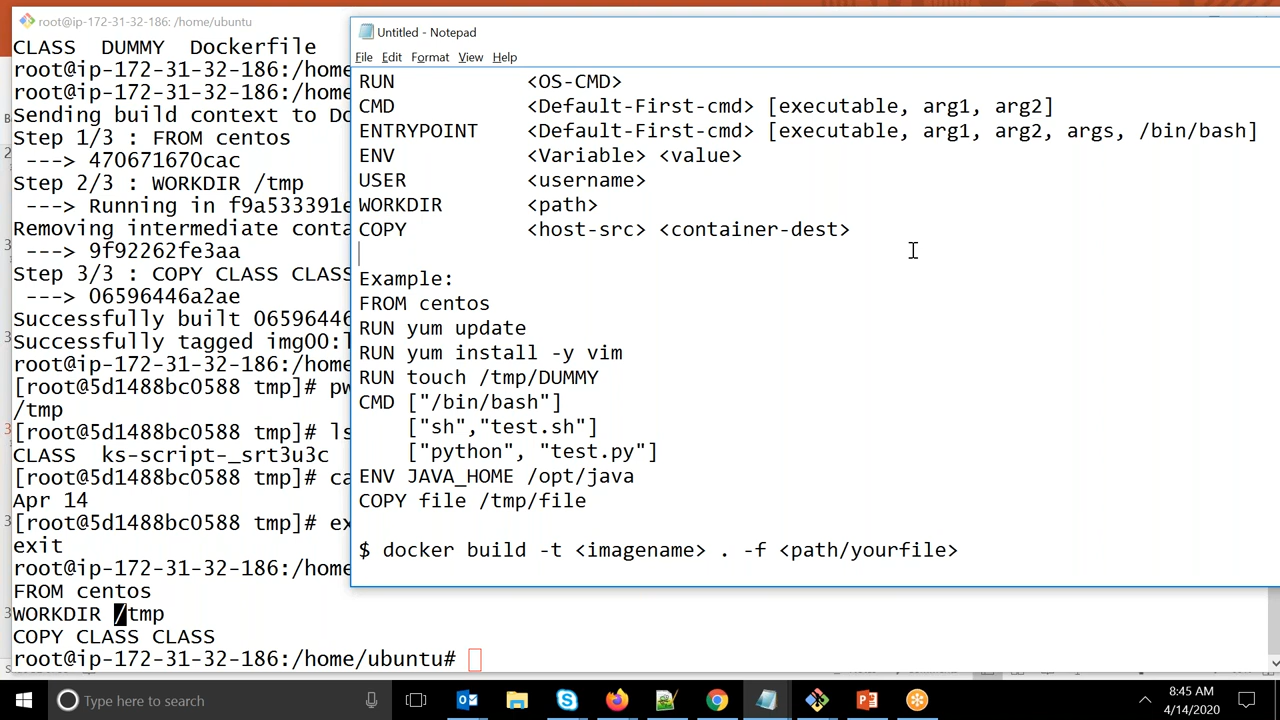 root@ip-172-31-32-186: /home/ubuntu
CLASS DUMMY Dockerfile
root@ip-172-31-32-186:/home
root@ip-172-31-32-186:/home
Sending build context to Do
Step 1/3 : FROM centos
---> 470671670cac
Step 2/3 : WORKDIR /tmp
---> Running in f9a533391e
Removing intermediate conta
---> 9f92262fe3aa
Step 3/3 : COPY CLASS CLASS
---> 06596446a2ae
Successfully built 06596446
Successfully tagged img00:l
root@ip-172-31-32-186:/home
[root@5d1488bc0588 tmp]# pw
/tmp
[root@5d1488bc0588 tmp]# ls
CLASS ks-script-_srt3u3c
[root@5d1488bc0588 tmp]# ca
Apr 14
[root@5d1488bc0588 tmp]# ex
exit
root@ip-172-31-32-186:/home
FROM centos
WORKDIR /tmp
COPY CLASS CLASS
root@ip-172-31-32-186:/home/ubuntu#
Untitled - Notepad
File Edit Format View Help
RUN <OS-CMD>
CMD <Default-First-cmd> [executable, arg1, arg2]
ENTRYPOINT <Default-First-cmd> [executable, arg1, arg2, args, /bin/bash]
ENV <Variable> <value>
USER <username>
WORKDIR <path>
COPY <host-src> <container-dest>
Example:
FROM centos
RUN yum update
RUN yum install -y vim
RUN touch /tmp/DUMMY
CMD ["/bin/bash"]
["sh","test.sh"]
["python", "test.py"]
ENV JAVA_HOME /opt/java
COPY file /tmp/file
$ docker build -t <imagename> . -f <path/yourfile>
Type here to search
8:45 AM
4/14/2020